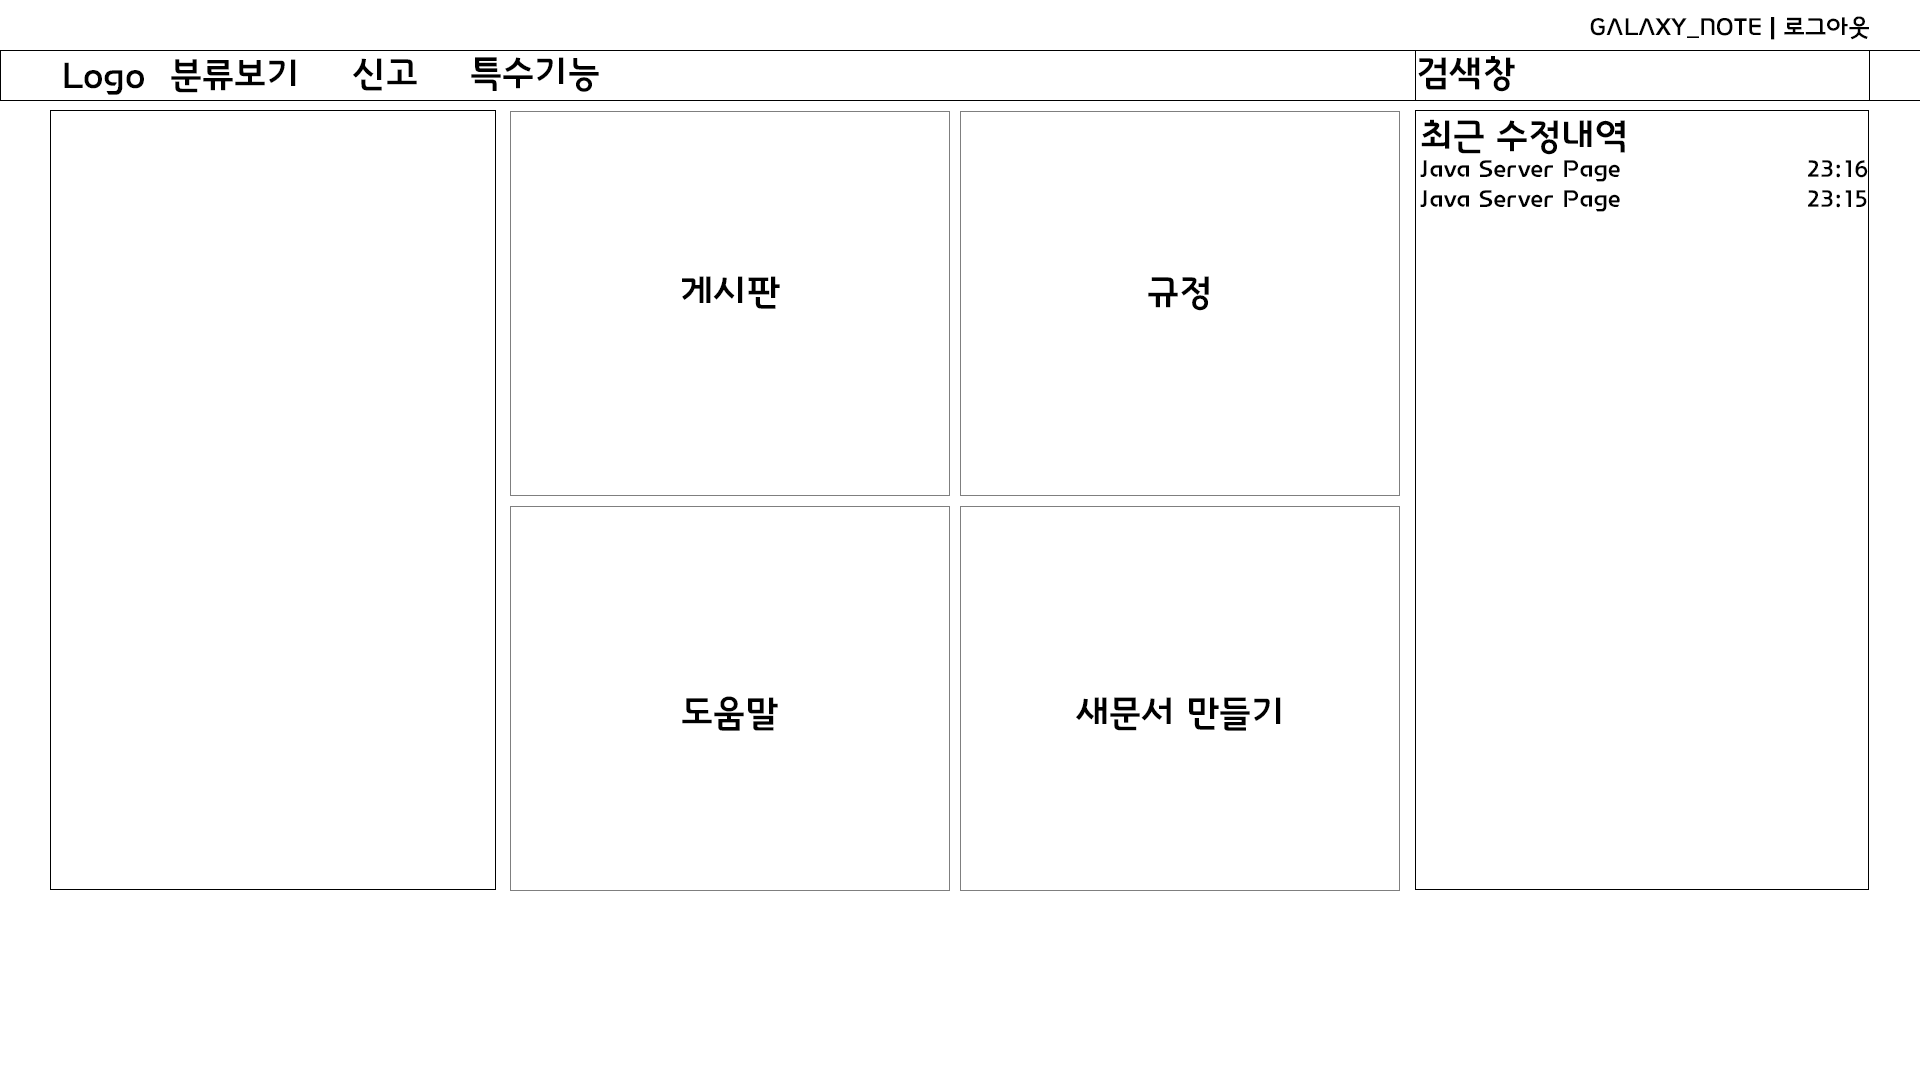 GALAXY_NOTE | 로그아웃
Logo 분류보기 신고 특수기능 검색창
최근 수정내역
Java Server Page 23:16
Java Server Page 23:15
게시판 규정
도움말 새문서 만들기